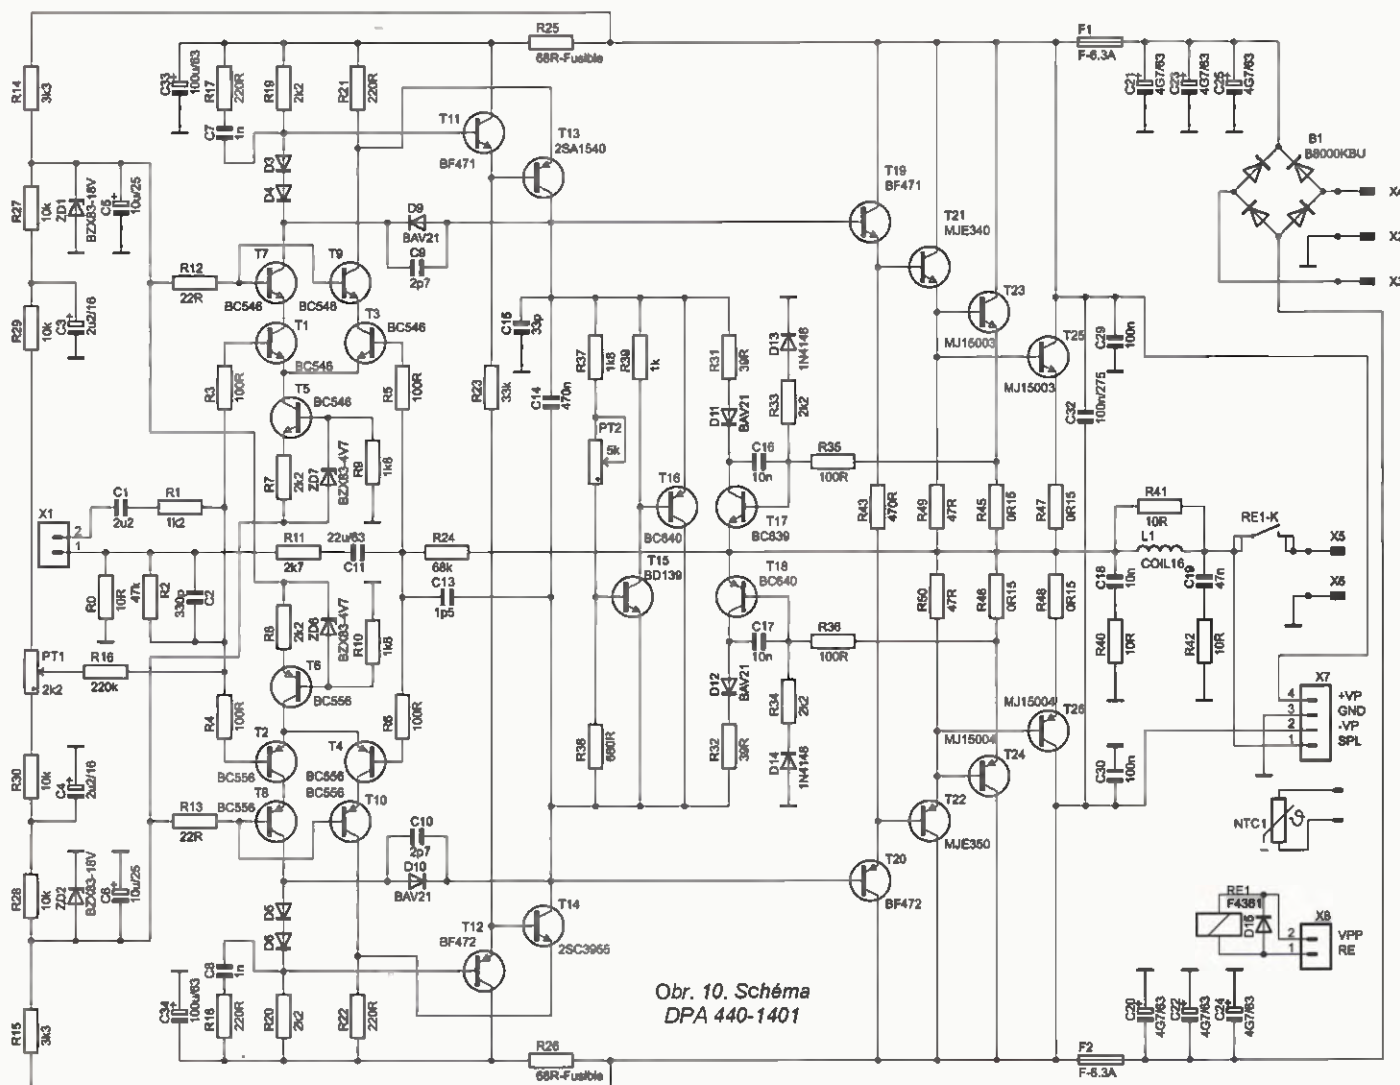 R25
68R-Fusible
F1
F-6.3A
R14
3k3
C33
100u/63
R17
220R
R19
2k2
R21
220R
C21
4G7/63
C23
4G7/63
C25
4G7/63
C7
1n
T11
BF471
T13
2SA1540
B1
B8000KBU
D3
D4
R27
10k
ZD1
BZX83-18V
C5
10u/25
T19
BF471
X4
D9
BAV21
C9
2p7
T21
MJE340
X2
T7
BC546
T9
BC546
R12
22R
X3
R29
10k
C3
2u2/16
T1
BC546
T3
BC546
C15
33p
T23
MJ15003
R37
1k8
R39
1k
R31
39R
D13
1N4148
T25
MJ15003
C29
100n
R3
100R
R5
100R
R23
33k
C14
470n
T5
BC546
D11
BAV21
R33
2k2
C32
100n/275
PT2
5k
R7
2k2
ZD7
BZX83-4V7
R9
1k8
C16
10n
R35
100R
C1
2u2
R1
1k2
T16
BC640
T17
BC639
R43
470R
R49
47R
R45
0R15
R47
0R15
R41
10R
X1
2
1
RE1-K
R11
2k7
22u/63
C11
R24
68k
L1
COIL16
X5
R0
10R
47k
R2
330p
C2
R8
2k2
ZD8
BZX83-4V7
R10
1k8
C13
1p5
T15
BD139
T18
BC640
R50
47R
R46
0R15
R48
0R15
C18
10n
C19
47n
X6
T6
BC556
C17
10n
R36
100R
R40
10R
R42
10R
PT1
2k2
R16
220k
D12
BAV21
R34
2k2
X7
4
3
2
1
+VP
GND
-VP
SPL
R4
100R
R6
100R
MJ15004
T26
R38
680R
R32
39R
D14
1N4148
T2
BC556
T4
BC556
MJ15004
T24
R30
10k
C4
2u2/16
C30
100n
BC556
T8
BC556
T10
R13
22R
T22
MJE350
NTC1
ϑ
C10
2p7
D10
BAV21
R28
10k
ZD2
BZX83-18V
C6
10u/25
T20
BF472
D5
D6
T12
BF472
T14
2SC3955
RE1
F4361
D15
X8
2
1
VPP
RE
C8
1n
C34
100u/63
R15
3k3
R18
220R
R20
2k2
R22
220R
Obr. 10. Schéma
DPA 440-1401
C20
4G7/63
C22
4G7/63
C24
4G7/63
R26
68R-Fusible
F2
F-6.3A